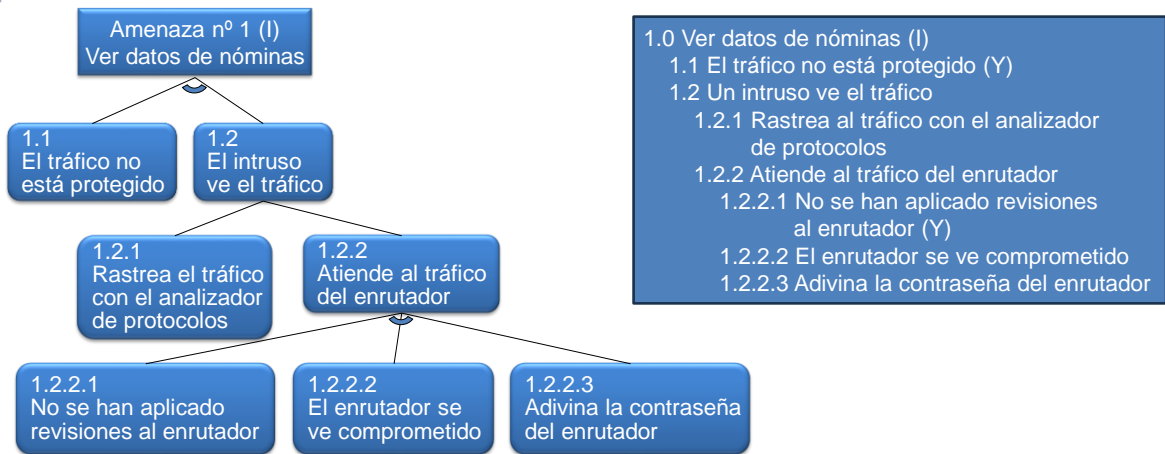 Amenaza nº 1 (I)
Ver datos de nóminas
1.1
El tráfico no
está protegido
1.2
El intruso
ve el tráfico
1.2.1
Rastrea el tráfico
con el analizador
de protocolos
1.2.2
Atiende al tráfico
del enrutador
1.2.2.1
No se han aplicado
revisiones al enrutador
1.2.2.2
El enrutador se
ve comprometido
1.2.2.3
Adivina la contraseña
del enrutador
1.0 Ver datos de nóminas (I)
1.1 El tráfico no está protegido (Y)
1.2 Un intruso ve el tráfico
1.2.1 Rastrea al tráfico con el analizador
de protocolos
1.2.2 Atiende al tráfico del enrutador
1.2.2.1 No se han aplicado revisiones
al enrutador (Y)
1.2.2.2 El enrutador se ve comprometido
1.2.2.3 Adivina la contraseña del enrutador